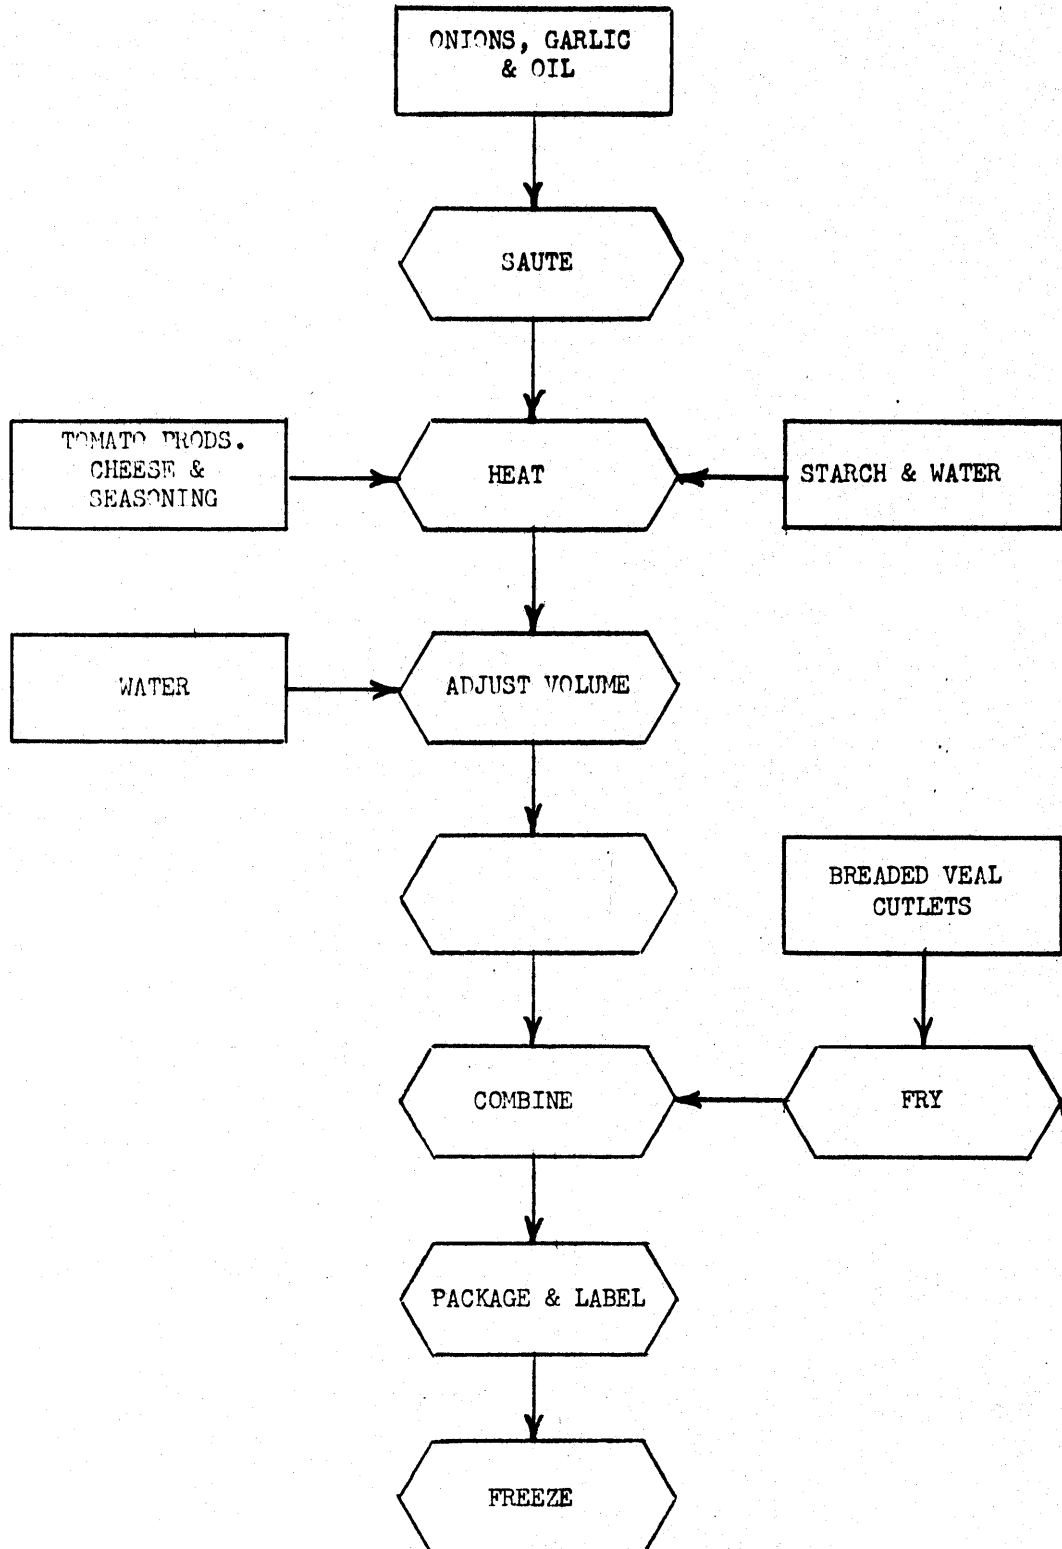 ONIONS, GARLIC
& OIL
SAUTE
TOMATO PRODS.
CHEESE &
SEASONING
HEAT
STARCH & WATER
WATER
ADJUST VOLUME
BREADED VEAL
CUTLETS
COMBINE
FRY
PACKAGE & LABEL
FREEZE